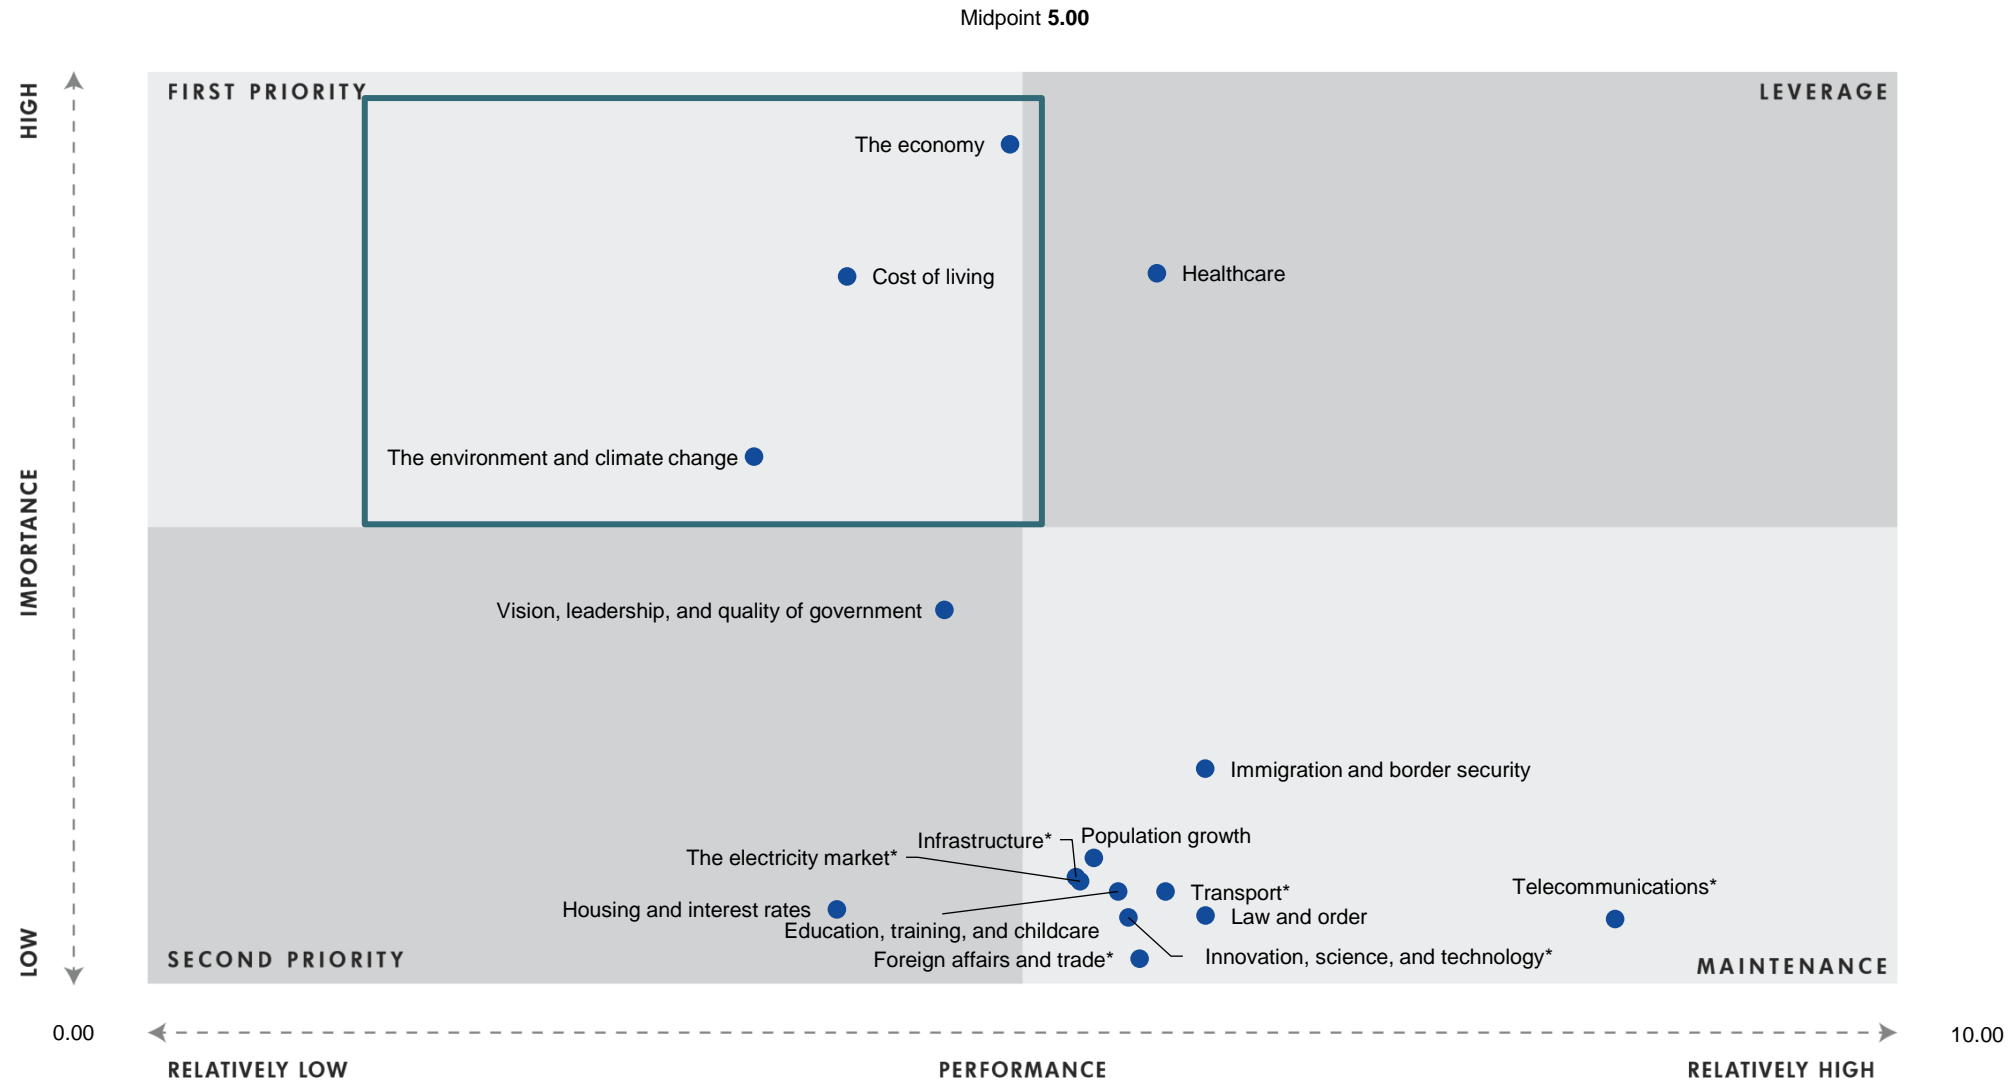 Midpoint 5.00
HIGH
FIRST PRIORITY
LEVERAGE
The economy
Cost of living
Healthcare
The environment and climate change
IMPORTANCE
Vision, leadership, and quality of government
Immigration and border security
Infrastructure*
Population growth
The electricity market*
Telecommunications*
Transport*
Housing and interest rates
Law and order
Education, training, and childcare
Foreign affairs and trade*
Innovation, science, and technology*
LOW
SECOND PRIORITY
MAINTENANCE
0.00
10.00
RELATIVELY LOW
PERFORMANCE
RELATIVELY HIGH